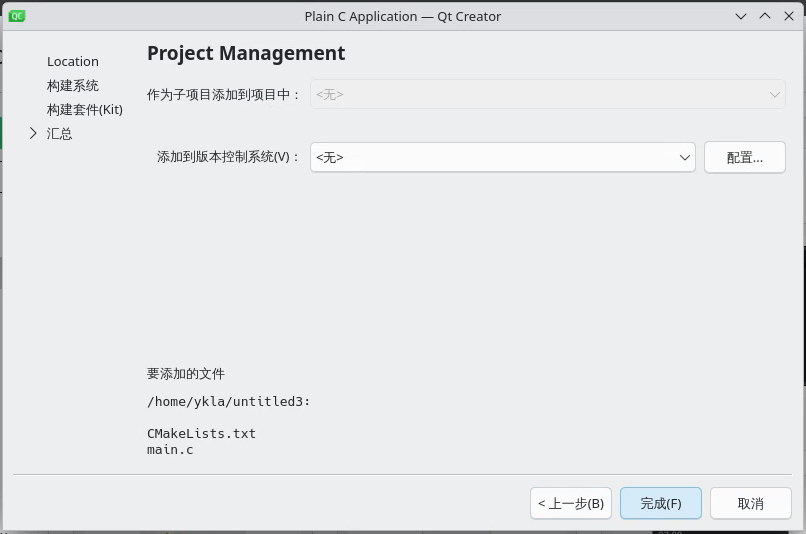 QC
Plain C Application — Qt Creator
Location
构建系统
构建套件(Kit)
汇总
Project Management
作为子项目添加到项目中：
<无>
添加到版本控制系统(V)：
<无>
配置...
要添加的文件
/home/ykla/untitled3:
CMakeLists.txt
main.c
< 上一步(B)
完成(F)
取消